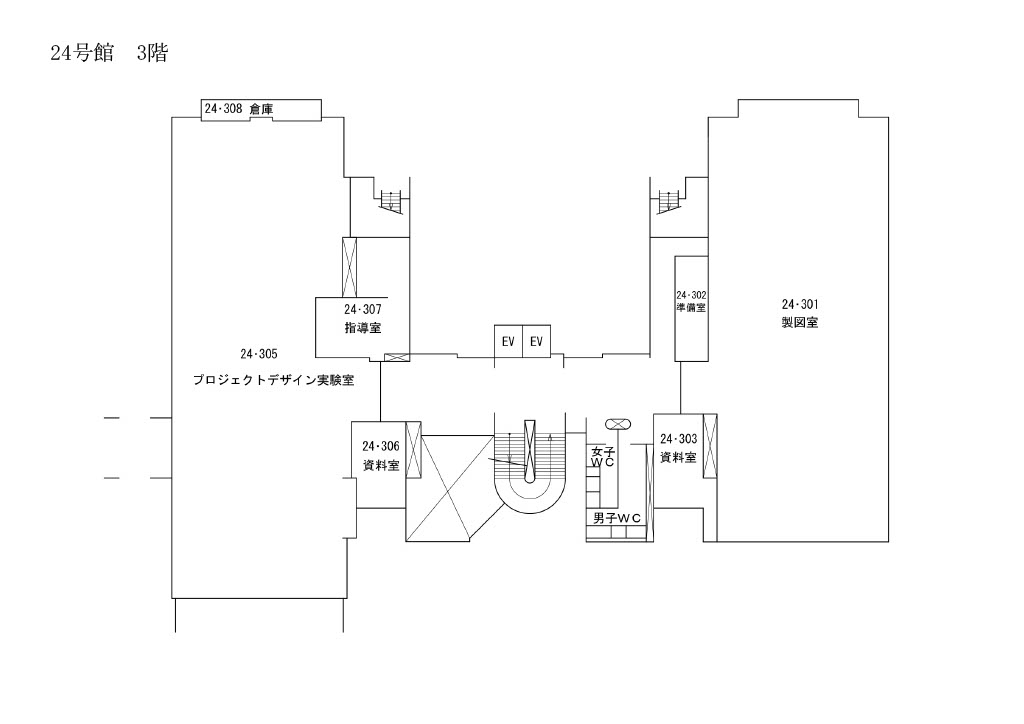 24号館　3階
24・308 倉庫
24・302
準備室
24・301
製図室
24・307
指導室
EV
EV
24・305
プロジェクトデザイン実験室
24・306
資料室
女子
WC
24・303
資料室
男子WC